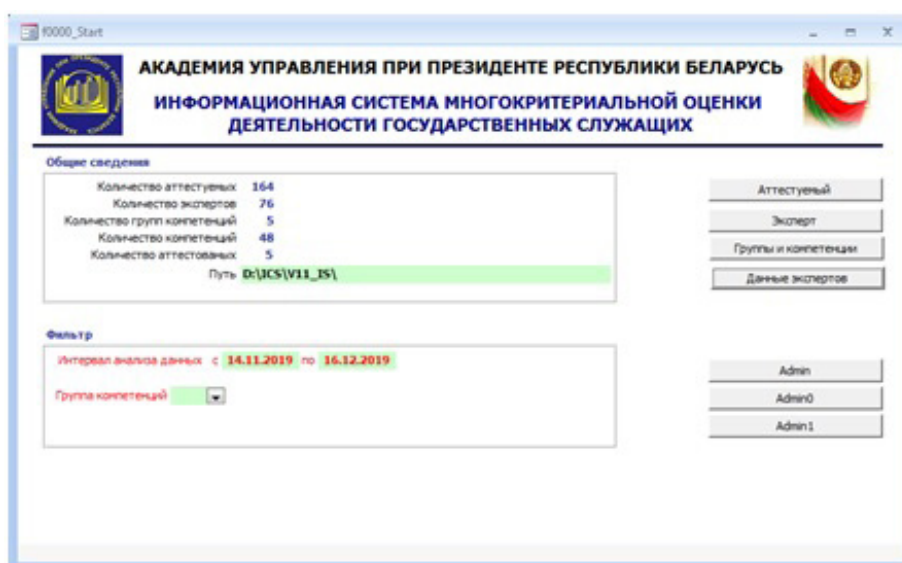 f0000_Start
АКАДЕМИЯ УПРАВЛЕНИЯ ПРИ ПРЕЗИДЕНТЕ РЕСПУБЛИКИ БЕЛАРУСЬ
ИНФОРМАЦИОННАЯ СИСТЕМА МНОГОКРИТЕРИАЛЬНОЙ ОЦЕНКИ
ДЕЯТЕЛЬНОСТИ ГОСУДАРСТВЕННЫХ СЛУЖАЩИХ
Общие сведения
Количество аттестуемых 164
Количество экспертов 76
Количество групп компетенций 5
Количество компетенций 48
Количество аттестованых 5
Путь D:\ICS\V11_IS\
Аттестуемый
Эксперт
Группы и компетенции
Данные экспертов
Фильтр
Интервал анализа данных с 14.11.2019 по 16.12.2019
Группа компетенций
Admin
Admin0
Admin1